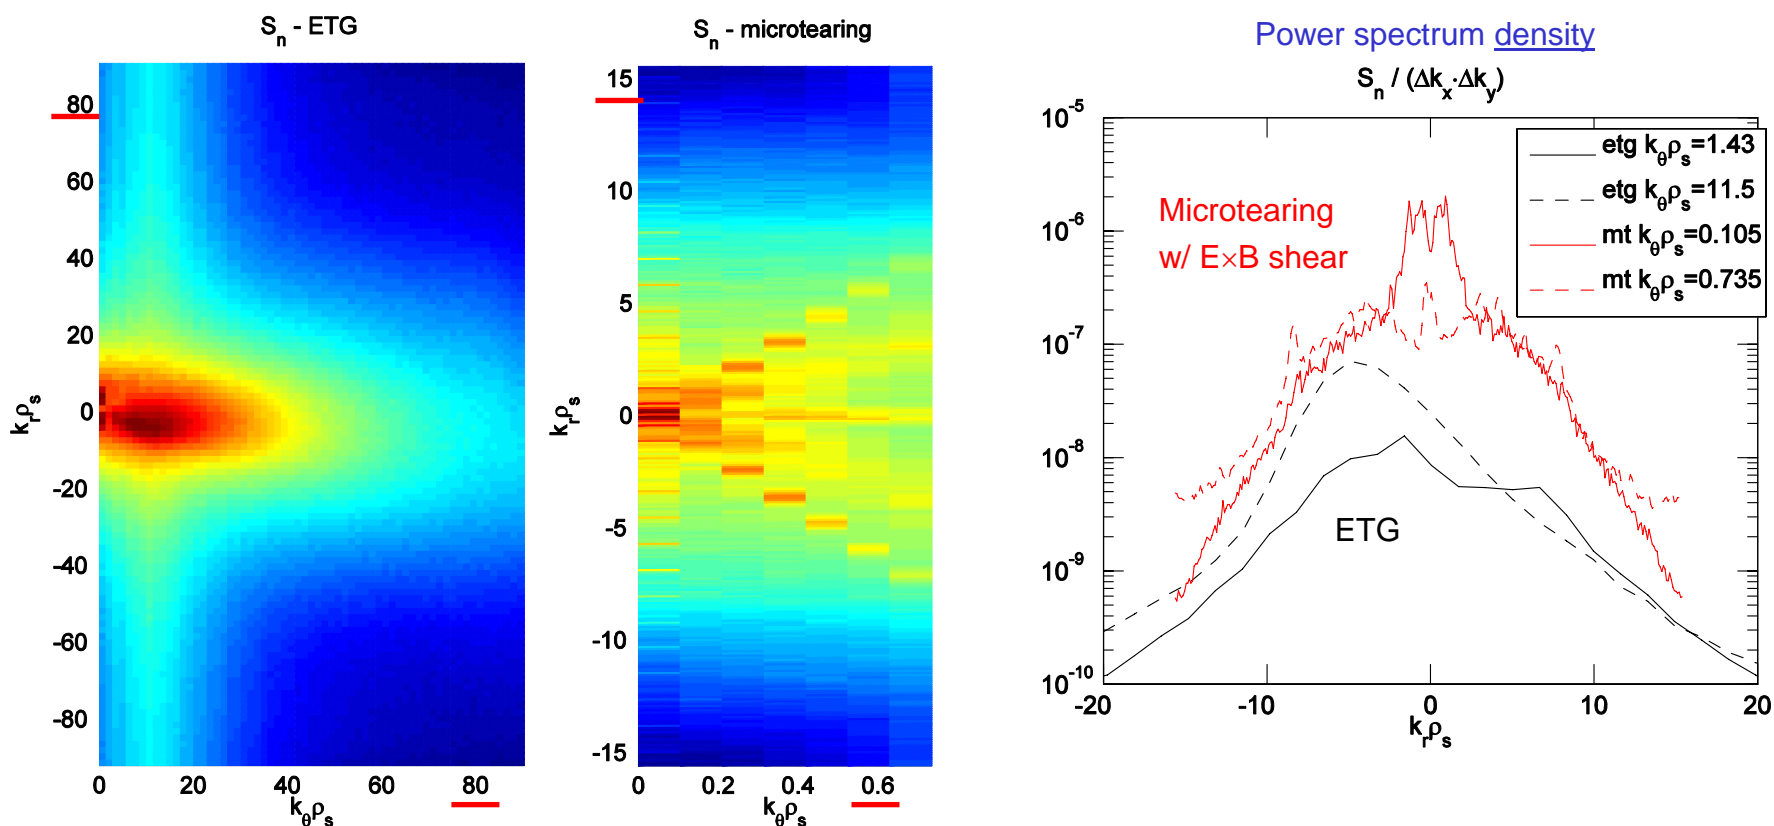 S_n - ETG
80
60
40
20
0
-20
-40
-60
-80
k_rρ_s
0 20 40 60 80
k_θρ_s
S_n - microtearing
15
10
5
0
-5
-10
-15
k_rρ_s
0 0.2 0.4 0.6
k_θρ_s
Power spectrum density
S_n / (Δk_x·Δk_y)
10^-5
10^-6
10^-7
10^-8
10^-9
10^-10
Microtearing
w/ E×B shear
ETG
etg k_θρ_s=1.43
etg k_θρ_s=11.5
mt k_θρ_s=0.105
mt k_θρ_s=0.735
-20 -10 0 10 20
k_rρ_s